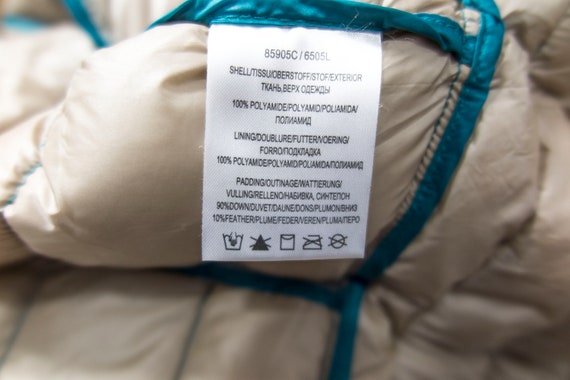 85905C / 6505L
SHELL/TISSU/OBERSTOFF/STOF/EXTERIOR
ТКАНЬ,ВЕРХ ОДЕЖДЫ
100% POLYAMIDE/POLYAMID/POLIAMIDA/
ПОЛИАМИД
LINING/DOUBLURE/FUTTER/VOERING/
FORRO/ПОДКЛАДКА
100% POLYAMIDE/POLYAMID/POLIAMIDA/ПОЛИАМИД
PADDING/OUTINAGE/WATTIERUNG/
VULLING/RELLENO/НАБИВКА, СИНТЕПОН
90%DOWN/DUVET/DAUNE/DONS/PLUMON/ВНИЗ
10%FEATHER/PLUME/FEDER/VEREN/PLUMA/ПЕРО